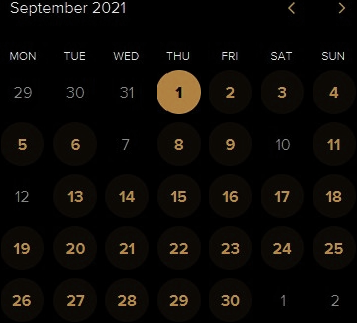 September 2021
MON TUE WED THU FRI SAT SUN
29 30 31 1 2 3 4
5 6 7 8 9 10 11
12 13 14 15 16 17 18
19 20 21 22 23 24 25
26 27 28 29 30 1 2